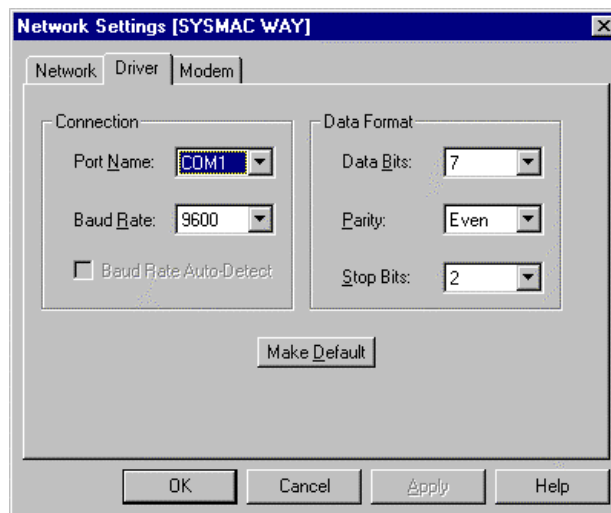 Network Settings [SYSMAC WAY]
Network Driver Modem
Connection
Port Name: COM1
Baud Rate: 9600
Baud Rate Auto-Detect
Data Format
Data Bits: 7
Parity: Even
Stop Bits: 2
Make Default
OK Cancel Apply Help